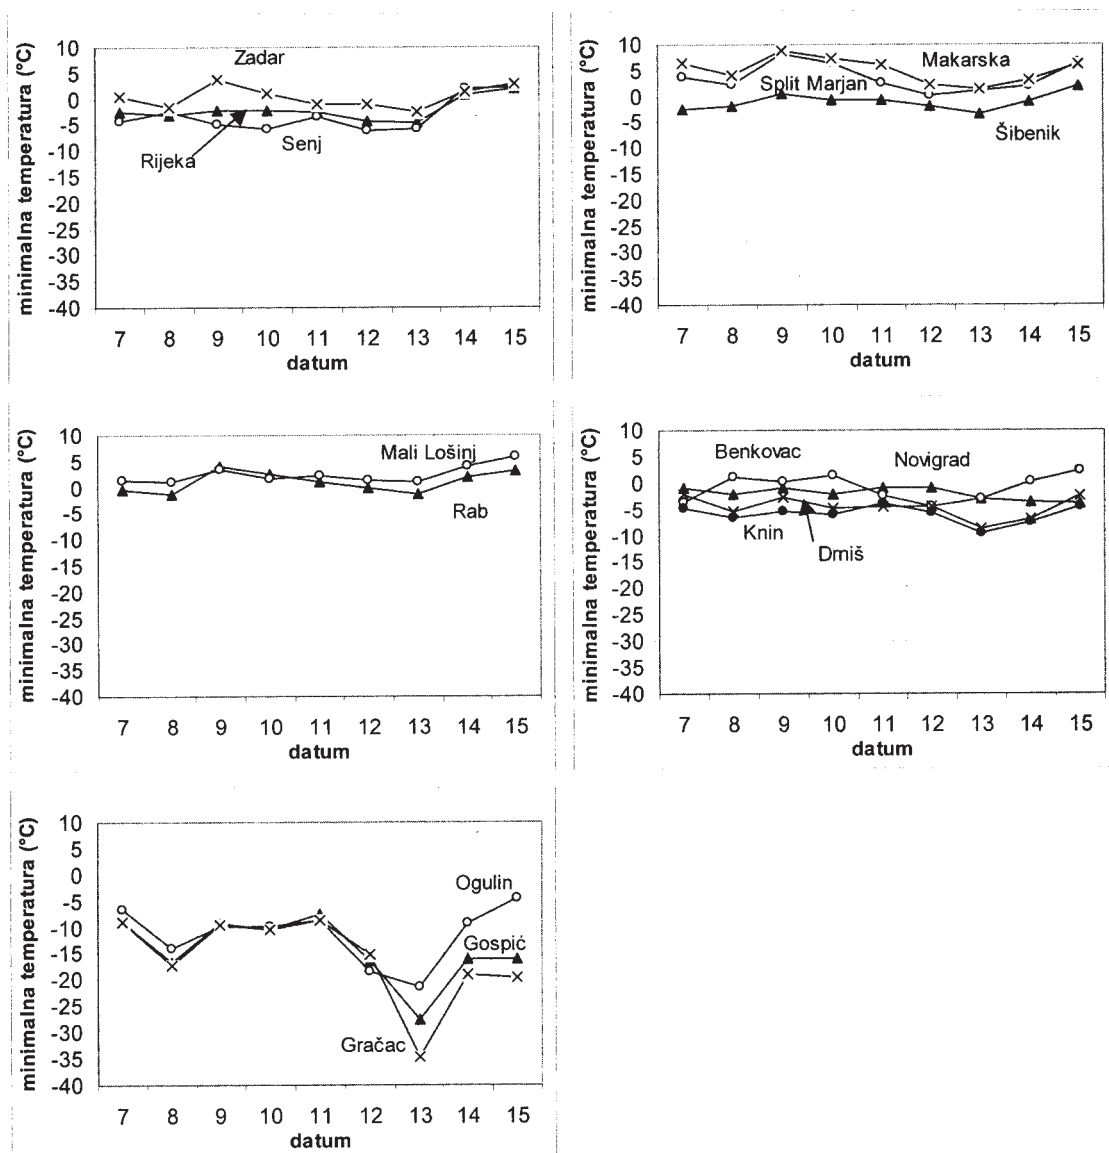 minimalna temperatura (°C)
10
5
0
-5
-10
-15
-20
-25
-30
-35
-40
Zadar
Rijeka
Senj
7 8 9 10 11 12 13 14 15
datum
minimalna temperatura (°C)
10
5
0
-5
-10
-15
-20
-25
-30
-35
-40
Makarska
Split Marjan
Šibenik
7 8 9 10 11 12 13 14 15
datum
minimalna temperatura (°C)
10
5
0
-5
-10
-15
-20
-25
-30
-35
-40
Mali Lošinj
Rab
7 8 9 10 11 12 13 14 15
datum
minimalna temperatura (°C)
10
5
0
-5
-10
-15
-20
-25
-30
-35
-40
Benkovac
Novigrad
Knin
Drniš
7 8 9 10 11 12 13 14 15
datum
minimalna temperatura (°C)
10
5
0
-5
-10
-15
-20
-25
-30
-35
-40
Ogulin
Gospić
Gračac
7 8 9 10 11 12 13 14 15
datum